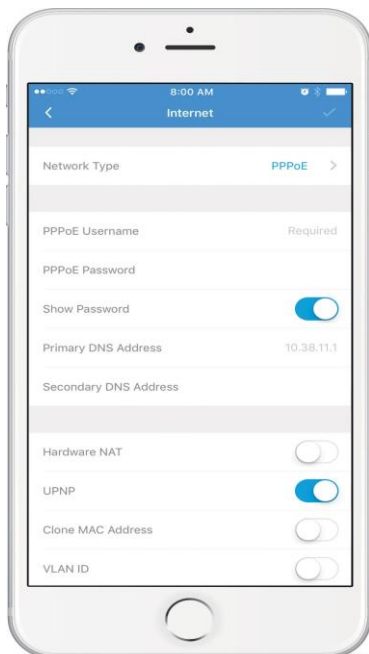 8:00 AM
Internet
Network Type PPPoE
PPPoE Username Required
PPPoE Password
Show Password
Primary DNS Address 10.38.11.1
Secondary DNS Address
Hardware NAT
UPNP
Clone MAC Address
VLAN ID